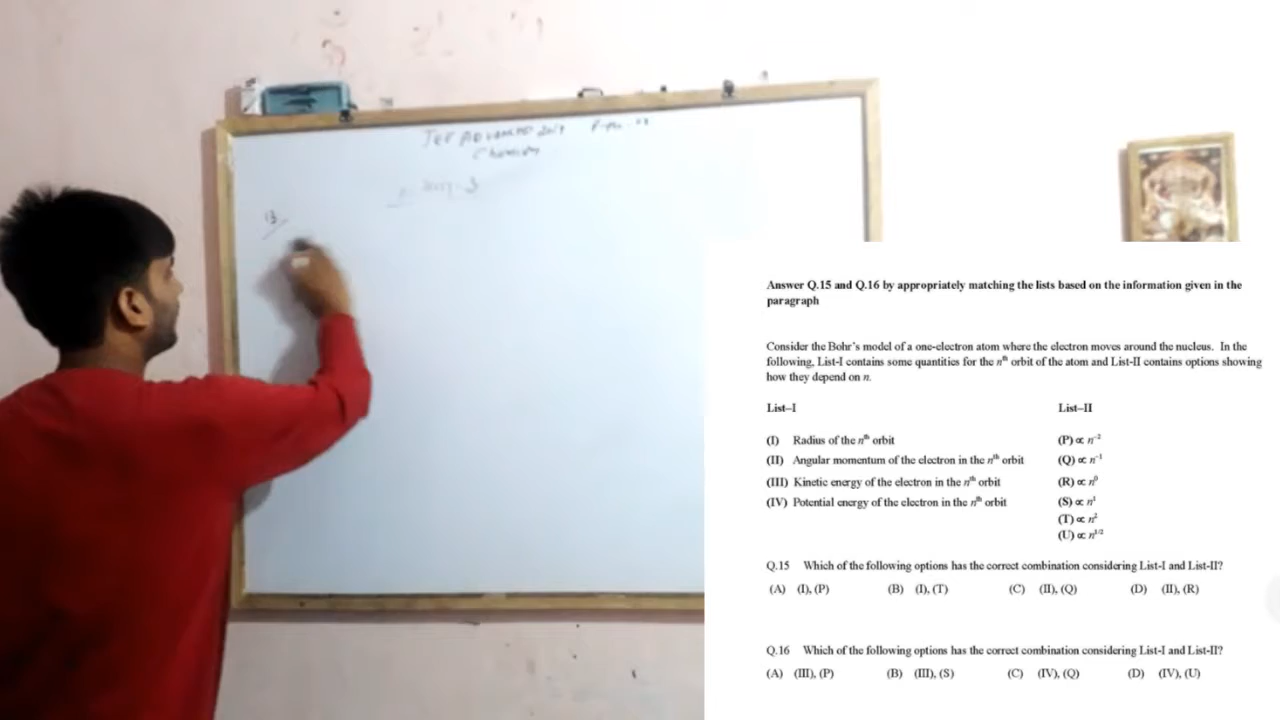 JEE ADVANCED 2019
Chemistry
13
Answer Q.15 and Q.16 by appropriately matching the lists based on the information given in the
paragraph
Consider the Bohr's model of a one-electron atom where the electron moves around the nucleus. In the
following, List-I contains some quantities for the nᵗʰ orbit of the atom and List-II contains options showing
how they depend on n.
List–I List–II
(I) Radius of the nᵗʰ orbit (P) ∝ n⁻²
(II) Angular momentum of the electron in the nᵗʰ orbit (Q) ∝ n⁻¹
(III) Kinetic energy of the electron in the nᵗʰ orbit (R) ∝ n⁰
(IV) Potential energy of the electron in the nᵗʰ orbit (S) ∝ n¹
(T) ∝ n²
(U) ∝ n¹ᐟ²
Q.15 Which of the following options has the correct combination considering List-I and List-II?
(A) (I), (P) (B) (I), (T) (C) (II), (Q) (D) (II), (R)
Q.16 Which of the following options has the correct combination considering List-I and List-II?
(A) (III), (P) (B) (III), (S) (C) (IV), (Q) (D) (IV), (U)